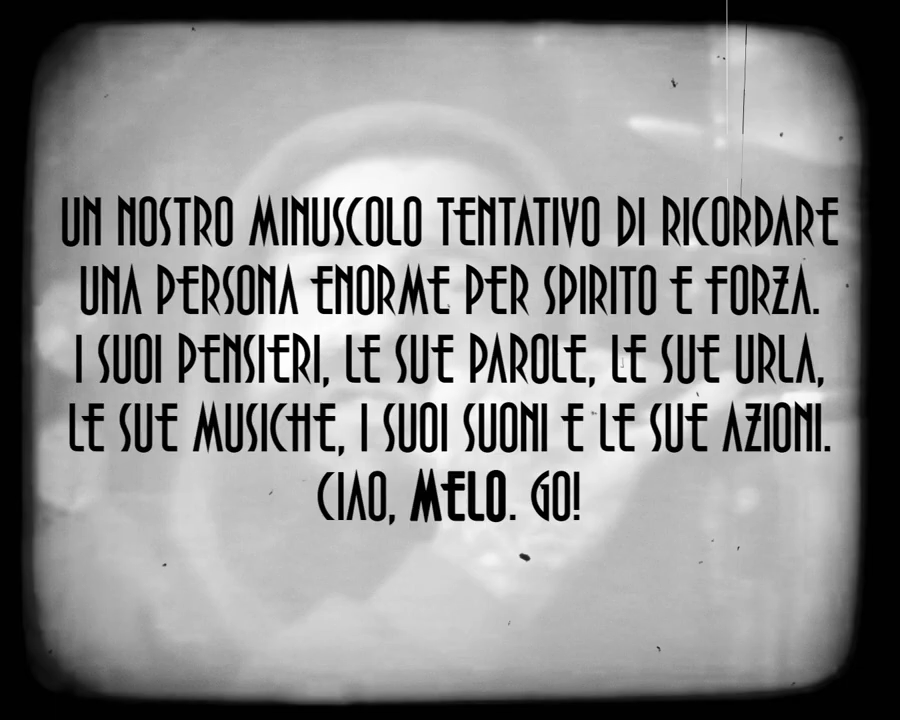 UN NOSTRO MINUSCOLO TENTATIVO DI RICORDARE
UNA PERSONA ENORME PER SPIRITO E FORZA.
I SUOI PENSIERI, LE SUE PAROLE, LE SUE URLA,
LE SUE MUSICHE, I SUOI SUONI E LE SUE AZIONI.
CIAO, MELO. GO!